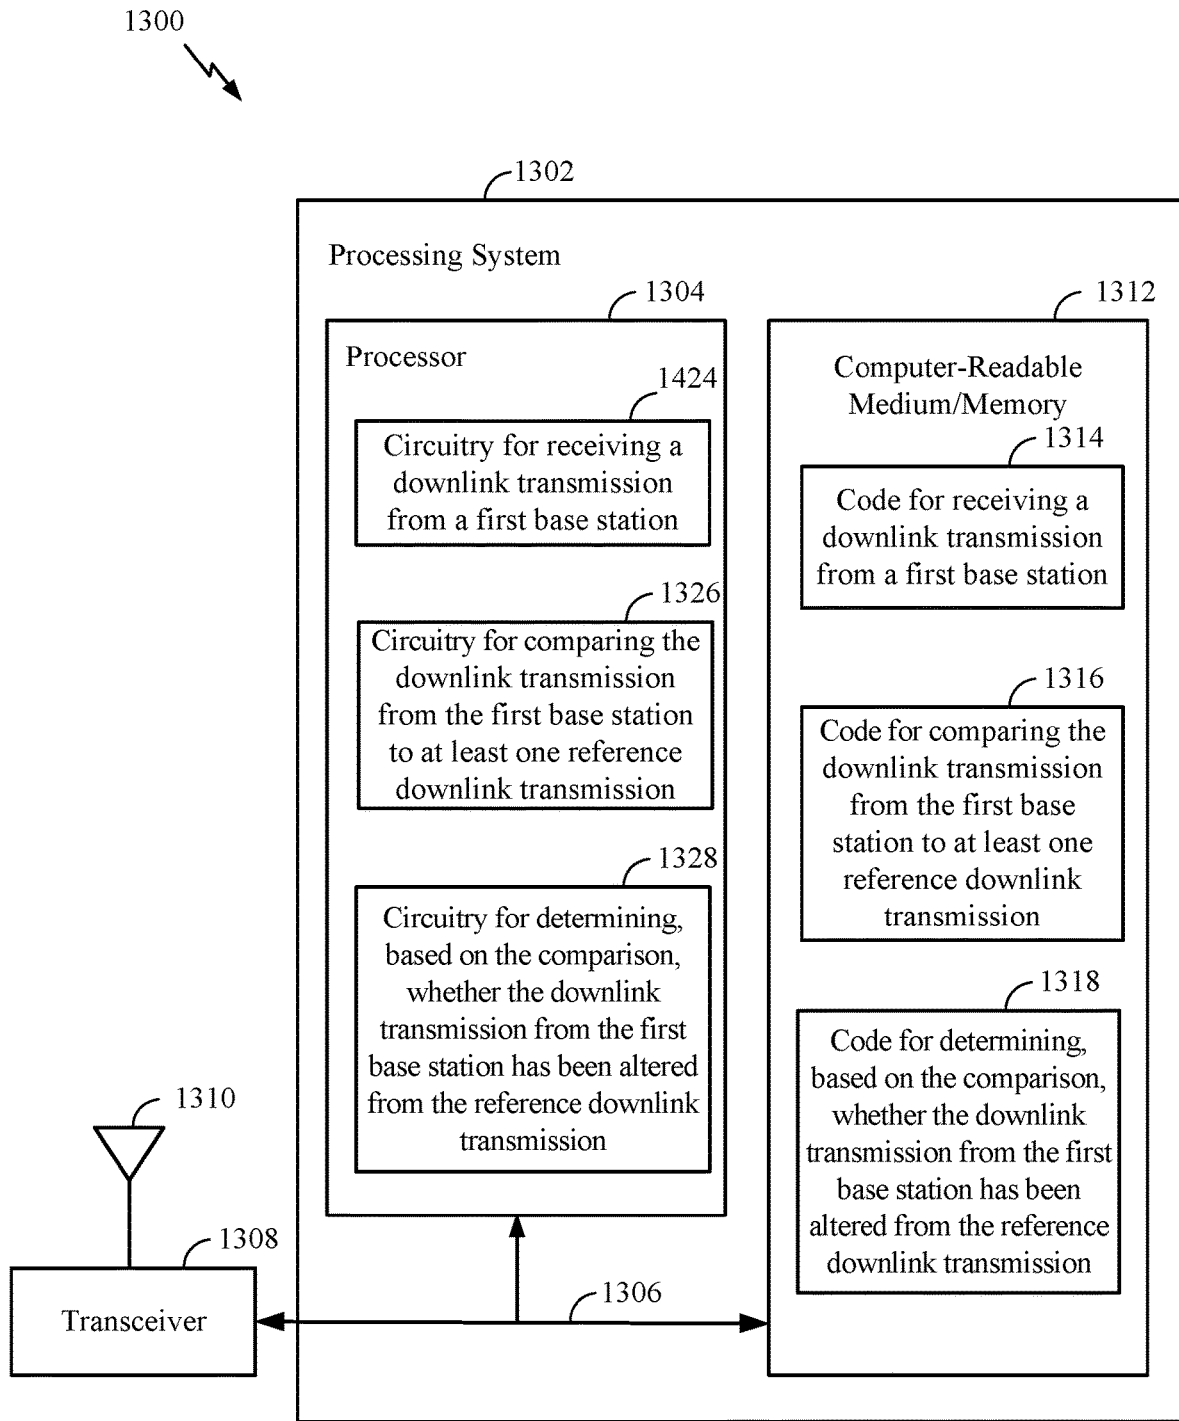 1300
1302
Processing System
1304
Processor
1424
Circuitry for receiving a
downlink transmission
from a first base station
1326
Circuitry for comparing the
downlink transmission
from the first base station
to at least one reference
downlink transmission
1328
Circuitry for determining,
based on the comparison,
whether the downlink
transmission from the first
base station has been altered
from the reference downlink
transmission
1312
Computer-Readable
Medium/Memory
1314
Code for receiving a
downlink transmission
from a first base station
1316
Code for comparing the
downlink transmission
from the first base
station to at least one
reference downlink
transmission
1318
Code for determining,
based on the comparison,
whether the downlink
transmission from the first
base station has been
altered from the reference
downlink transmission
1310
1308
Transceiver
1306